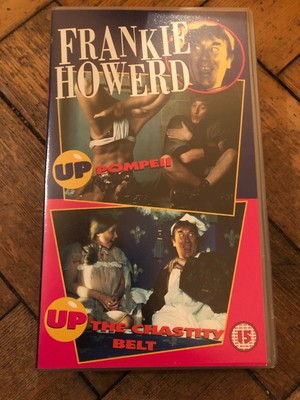 FRANKIE
HOWERD
UP POMPEII
UP THE CHASTITY
BELT
15